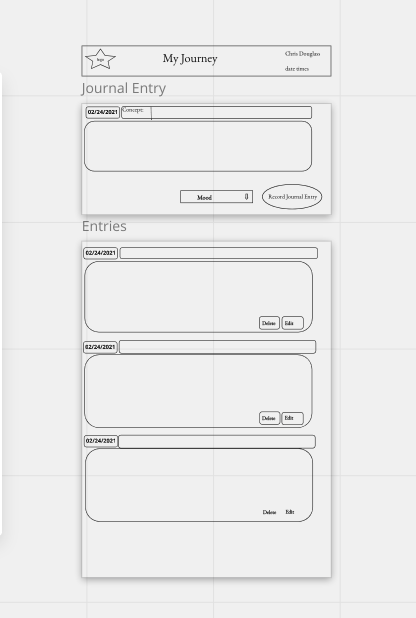 logo
My Journey
Chris Douglass
date times
Journal Entry
02/24/2021
Concept:
Mood
Record Journal Entry
Entries
02/24/2021
Delete
Edit
02/24/2021
Delete
Edit
02/24/2021
Delete
Edit